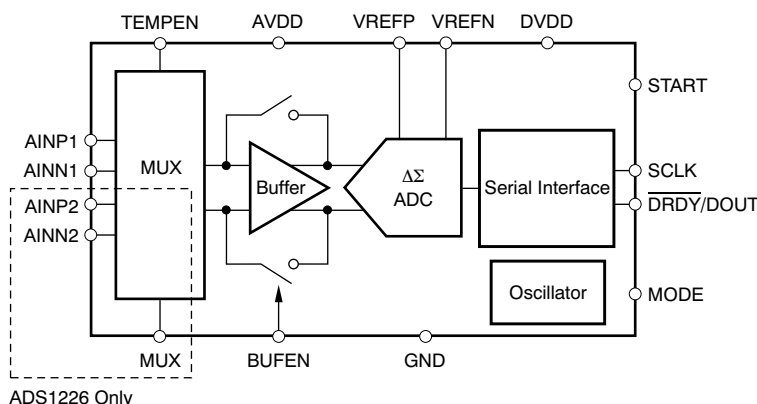 TEMPEN AVDD VREFP VREFN DVDD
START
AINP1
AINN1
AINP2
AINN2
MUX
Buffer
ΔΣ
ADC
Serial Interface
SCLK
DRDY/DOUT
Oscillator
MODE
MUX BUFEN GND
ADS1226 Only